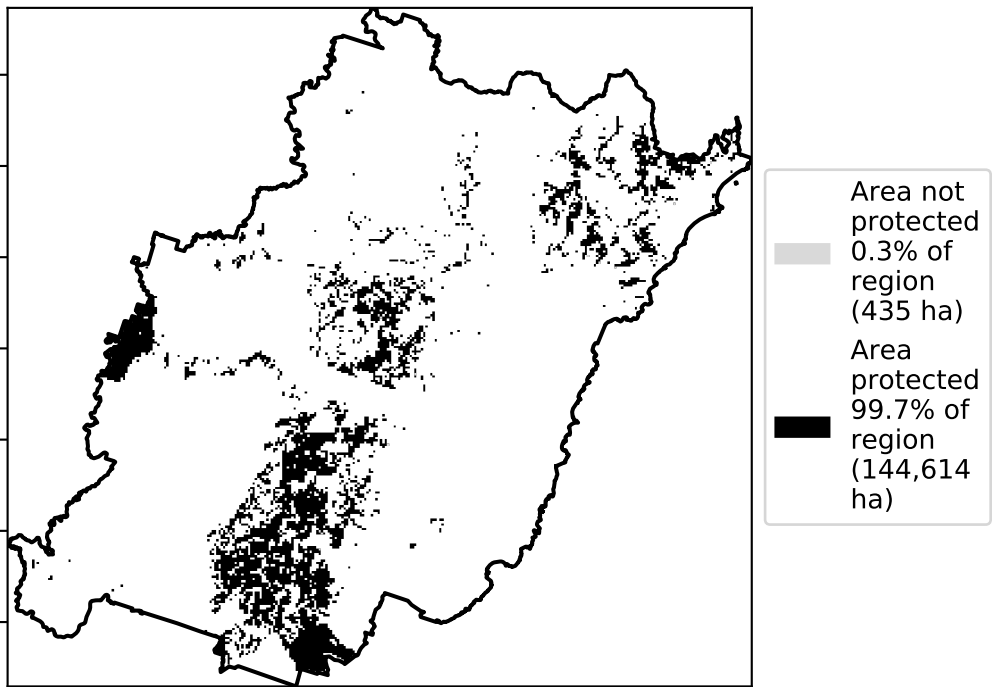 Area not
protected
0.3% of
region
(435 ha)
Area
protected
99.7% of
region
(144,614
ha)